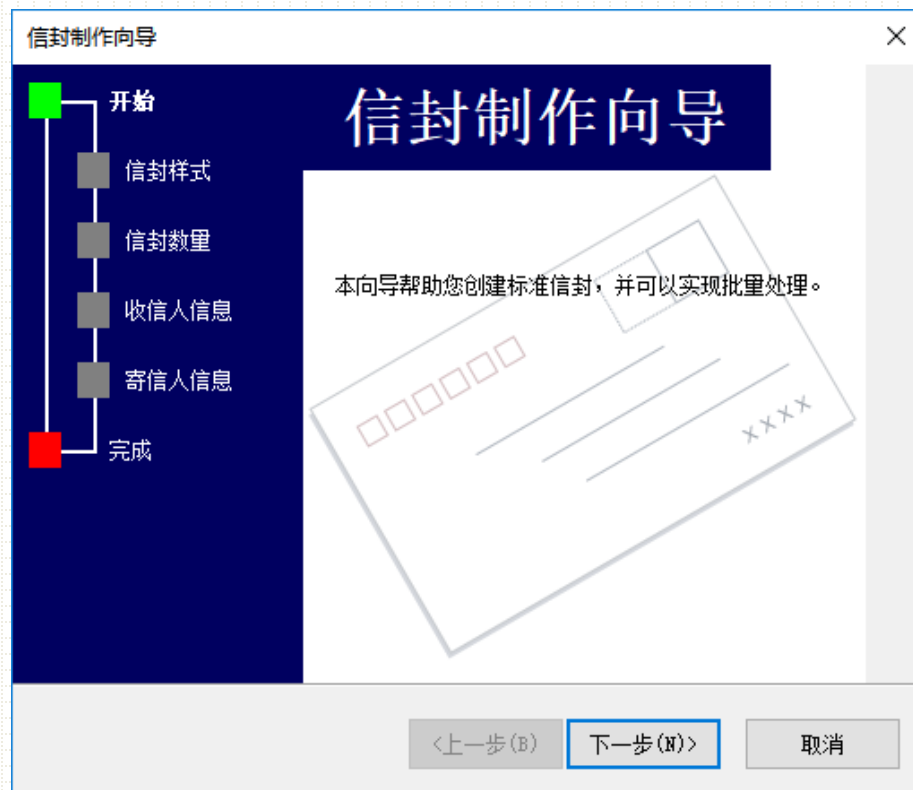 信封制作向导
开始
信封制作向导
信封样式
信封数量
本向导帮助您创建标准信封，并可以实现批量处理。
收信人信息
寄信人信息
XXXX
完成
<上一步(B)
下一步(N)>
取消